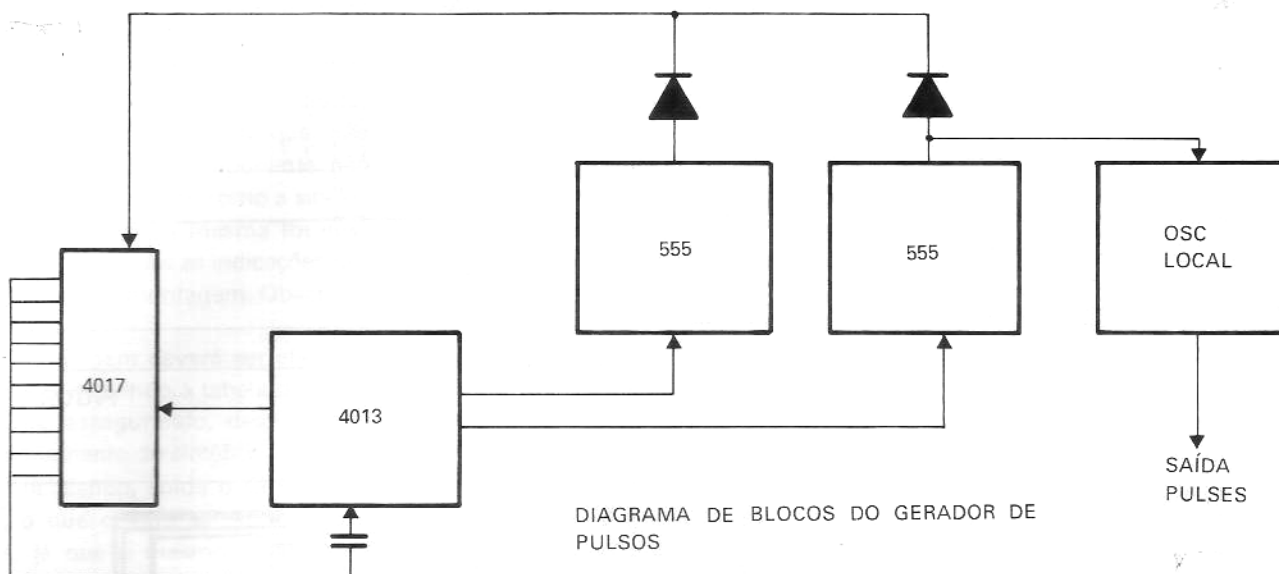 555
555
OSC
LOCAL
4017
4013
SAÍDA
PULSES
DIAGRAMA DE BLOCOS DO GERADOR DE
PULSOS